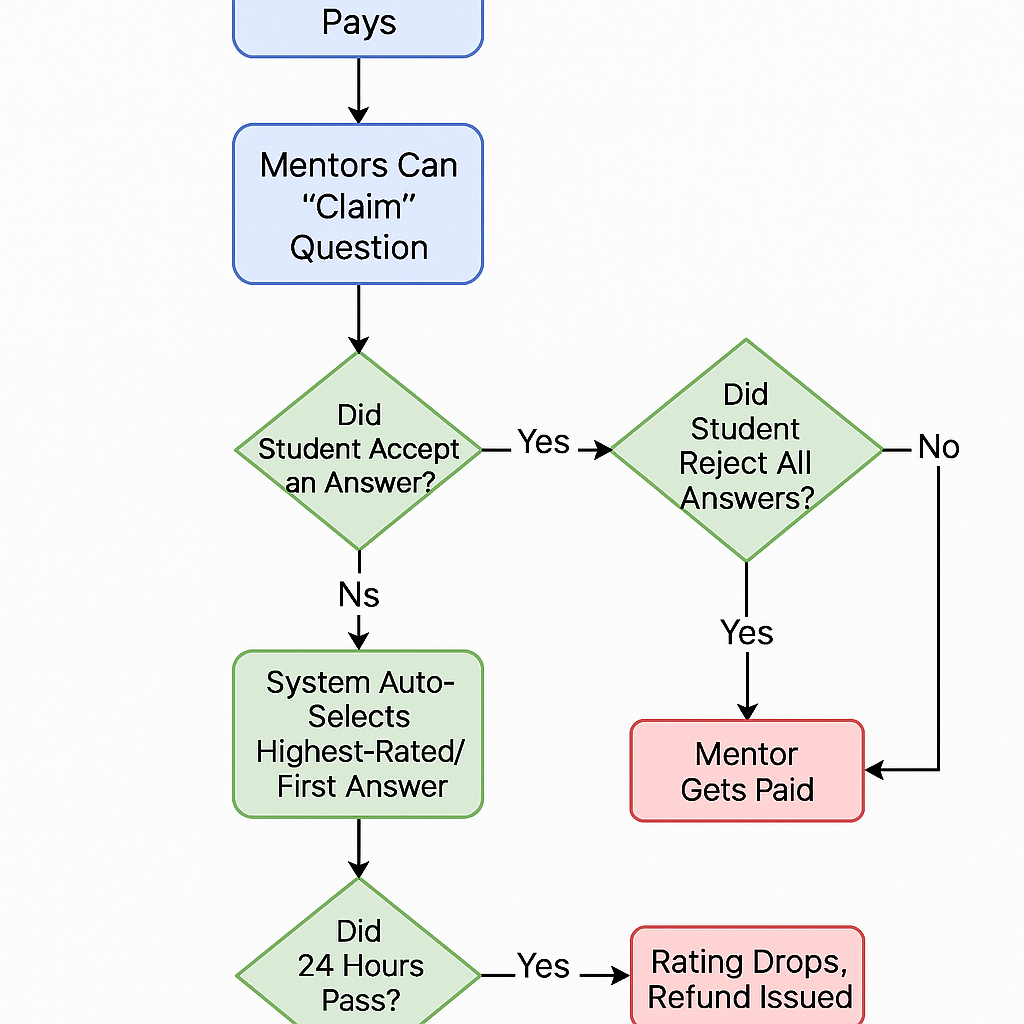 Pays
Mentors Can
“Claim”
Question
Did
Student Accept
an Answer?
Yes
Did
Student
Reject All
Answers?
No
Ns
Yes
System Auto-
Selects
Highest-Rated/
First Answer
Mentor
Gets Paid
Did
24 Hours
Pass?
Yes
Rating Drops,
Refund Issued